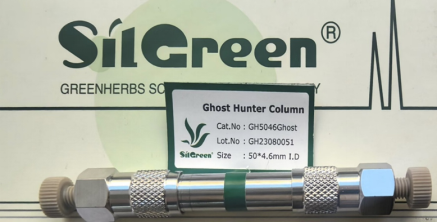 SilGreen®
GREENHERBS SC Y
Ghost Hunter Column
Cat.No : GH5046Ghost
Lot.No : GH23080051
SilGreen® Size : 50*4.6mm I.D